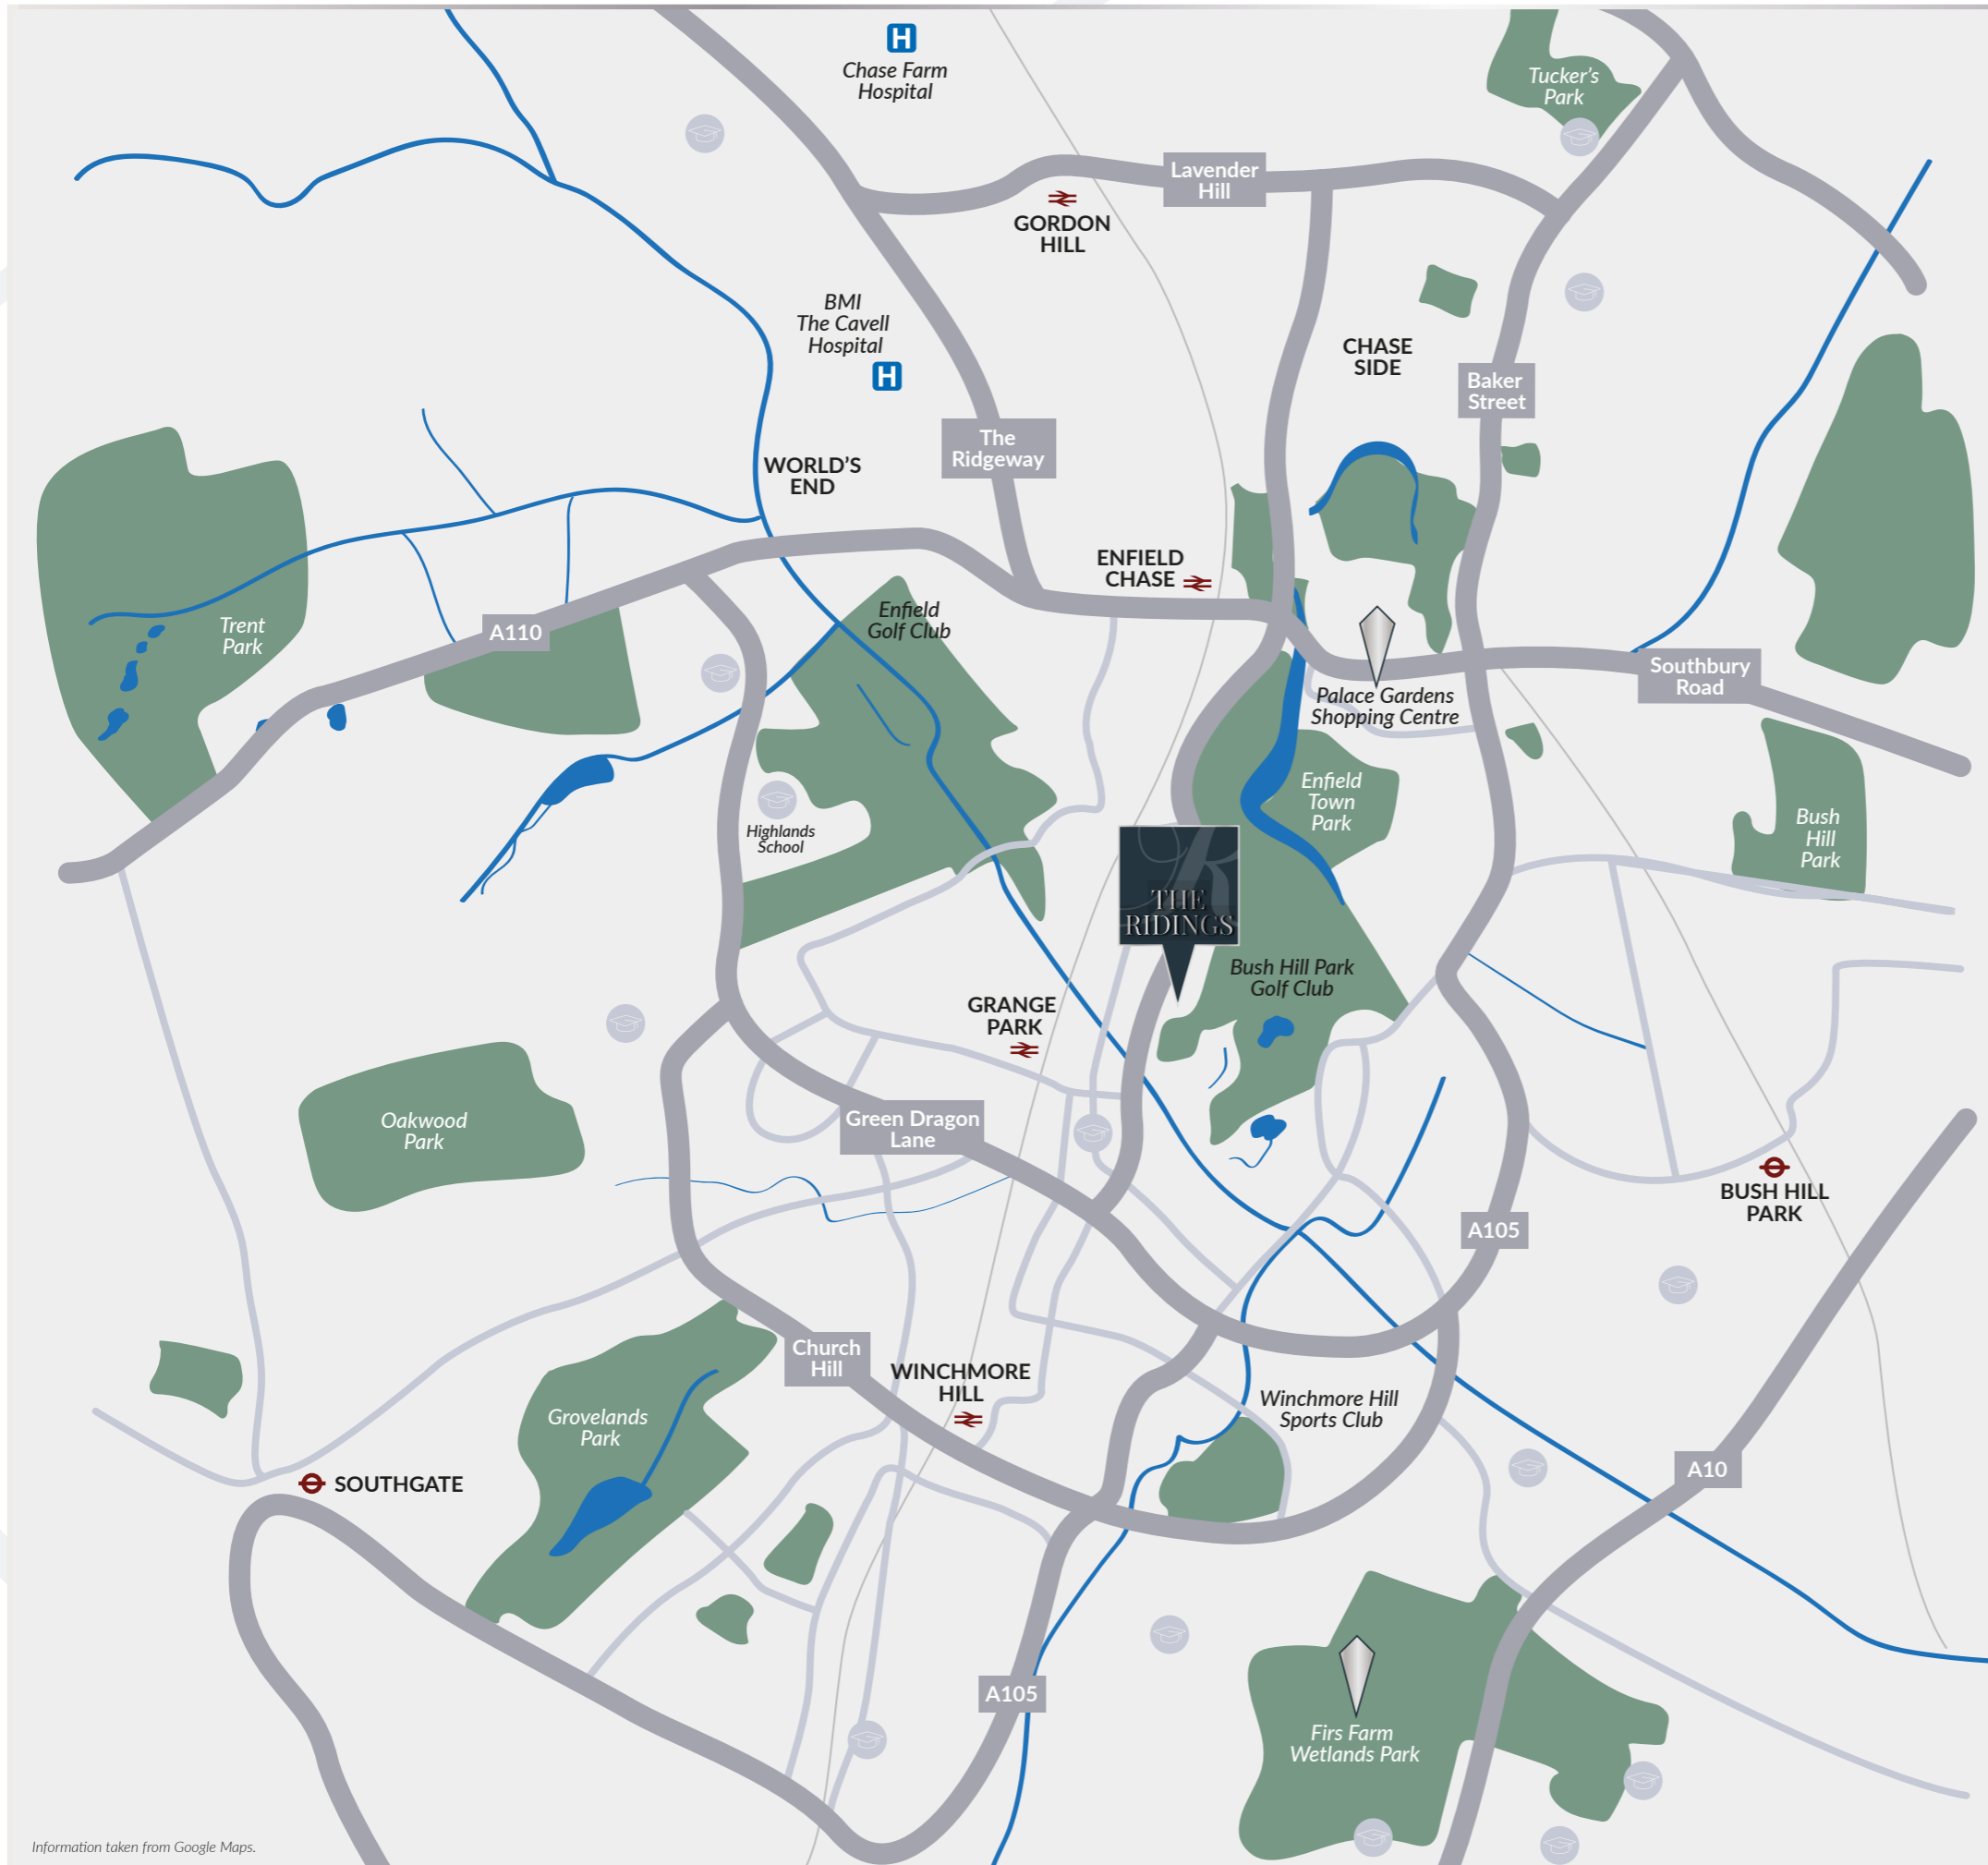 Chase Farm
Hospital
Tucker's
Park
Lavender
Hill
GORDON
HILL
BMI
The Cavell
Hospital
CHASE
SIDE
Baker
Street
The
Ridgeway
WORLD'S
END
ENFIELD
CHASE
Enfield
Golf Club
Trent
Park
A110
Southbury
Road
Palace Gardens
Shopping Centre
Enfield
Town
Park
Highlands
School
Bush
Hill
Park
THE
RIDINGS
Bush Hill Park
Golf Club
GRANGE
PARK
Oakwood
Park
Green Dragon
Lane
BUSH HILL
PARK
A105
Church
Hill
WINCHMORE
HILL
Winchmore Hill
Sports Club
Grovelands
Park
A10
SOUTHGATE
A105
Firs Farm
Wetlands Park
Information taken from Google Maps.
H
H